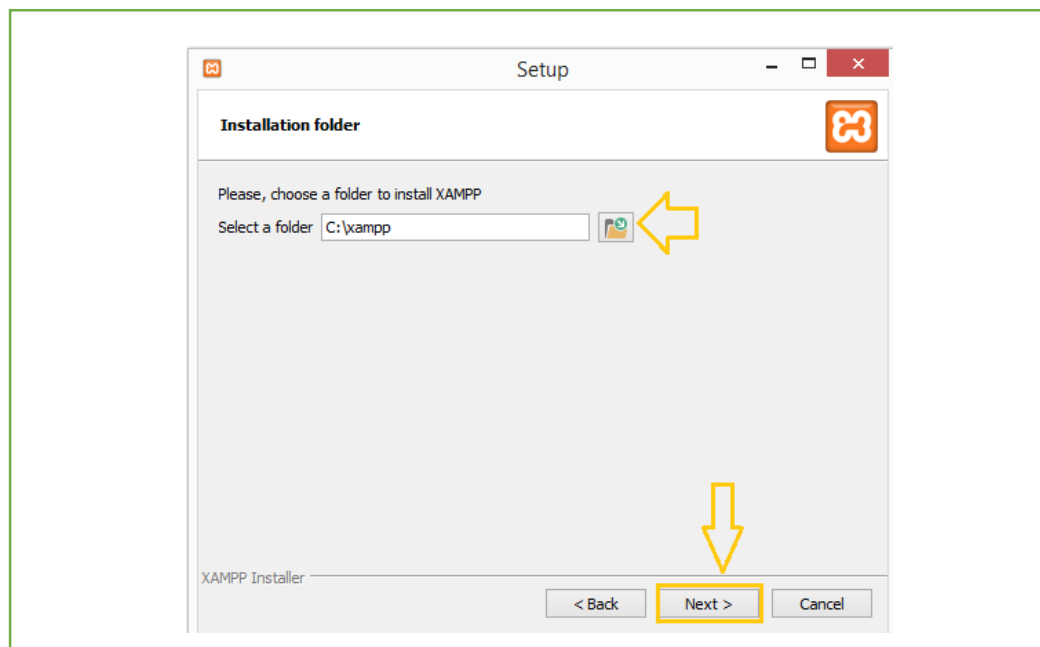 Setup
Installation folder
Please, choose a folder to install XAMPP
Select a folder C:\xampp
XAMPP Installer
< Back Next > Cancel